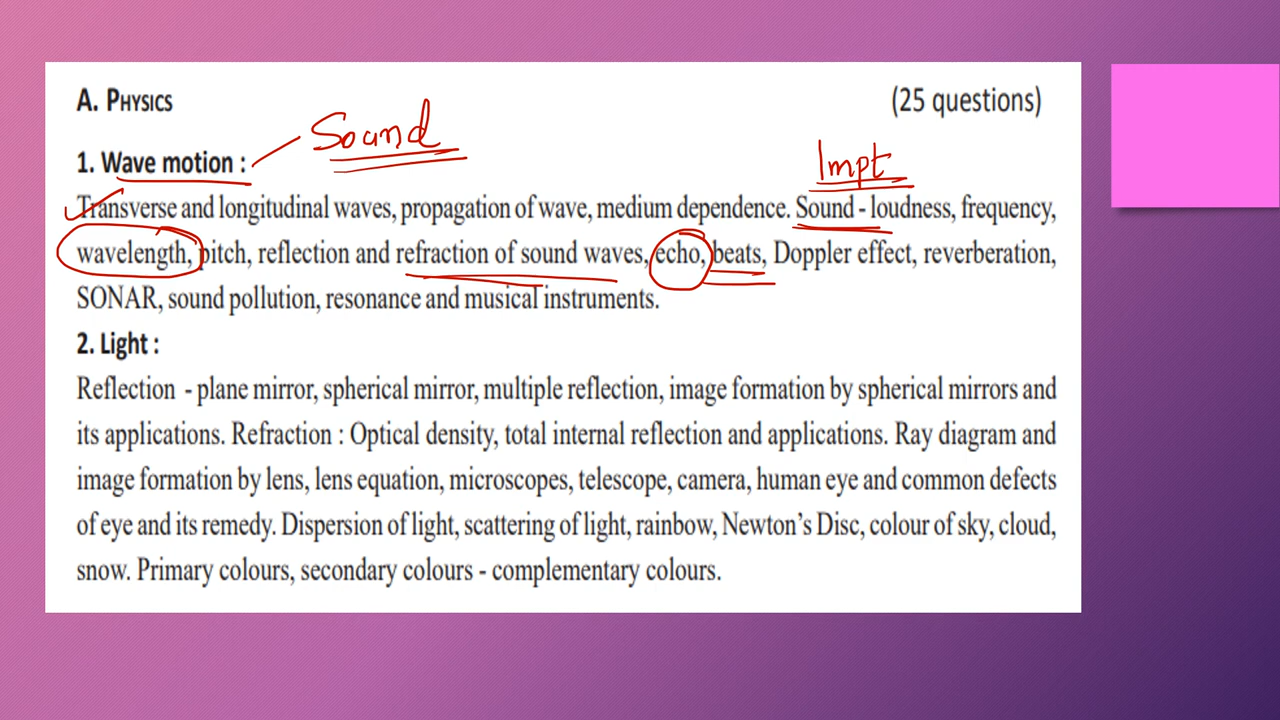 A. PHYSICS (25 questions)
Sound
1. Wave motion :
Impt
Transverse and longitudinal waves, propagation of wave, medium dependence. Sound - loudness, frequency,
wavelength, pitch, reflection and refraction of sound waves, echo, beats, Doppler effect, reverberation,
SONAR, sound pollution, resonance and musical instruments.
2. Light :
Reflection - plane mirror, spherical mirror, multiple reflection, image formation by spherical mirrors and
its applications. Refraction : Optical density, total internal reflection and applications. Ray diagram and
image formation by lens, lens equation, microscopes, telescope, camera, human eye and common defects
of eye and its remedy. Dispersion of light, scattering of light, rainbow, Newton's Disc, colour of sky, cloud,
snow. Primary colours, secondary colours - complementary colours.